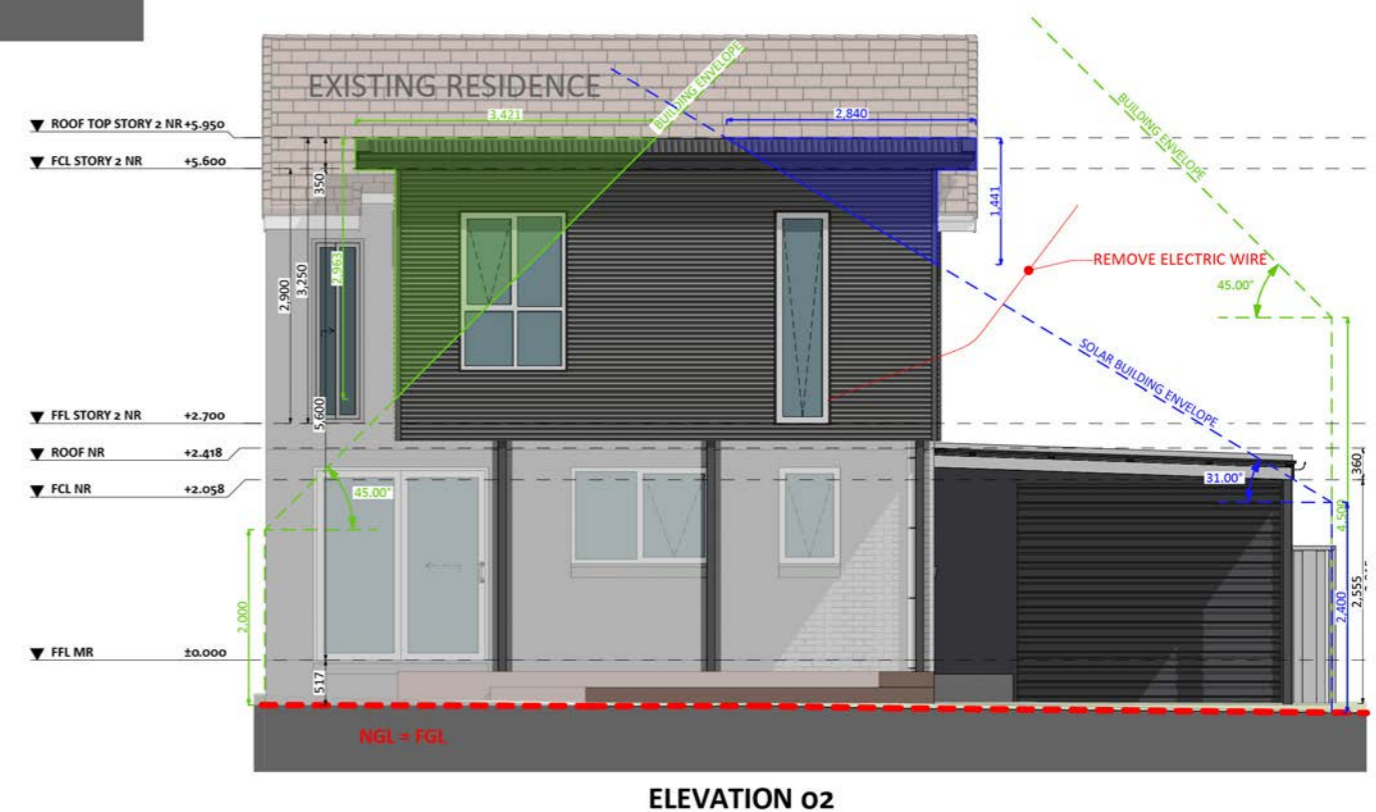 EXISTING RESIDENCE
BUILDING ENVELOPE
BUILDING ENVELOPE
3,421
2,840
ROOF TOP STORY 2 NR +5.950
FCL STORY 2 NR +5.600
350
1,441
2,963
3,250
2,900
REMOVE ELECTRIC WIRE
45.00°
SOLAR BUILDING ENVELOPE
FFL STORY 2 NR +2.700
5,600
ROOF NR +2.418
FCL NR +2.058
360
31.00°
45.00°
4,500
2,555
2,400
2,000
FFL MR ±0.000
517
NGL = FGL
ELEVATION 02